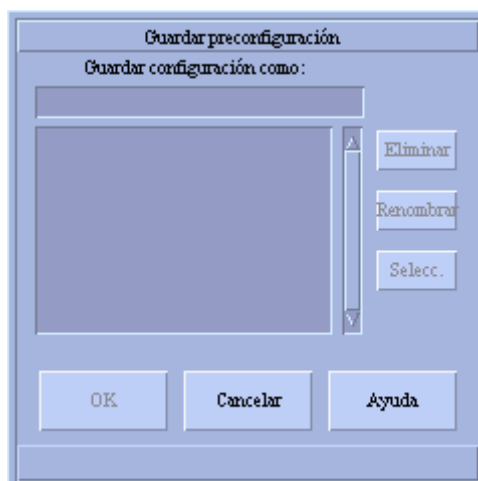 Guardar preconfiguración
Guardar configuración como:
Eliminar
Renombrar
Selecc.
OK
Cancelar
Ayuda